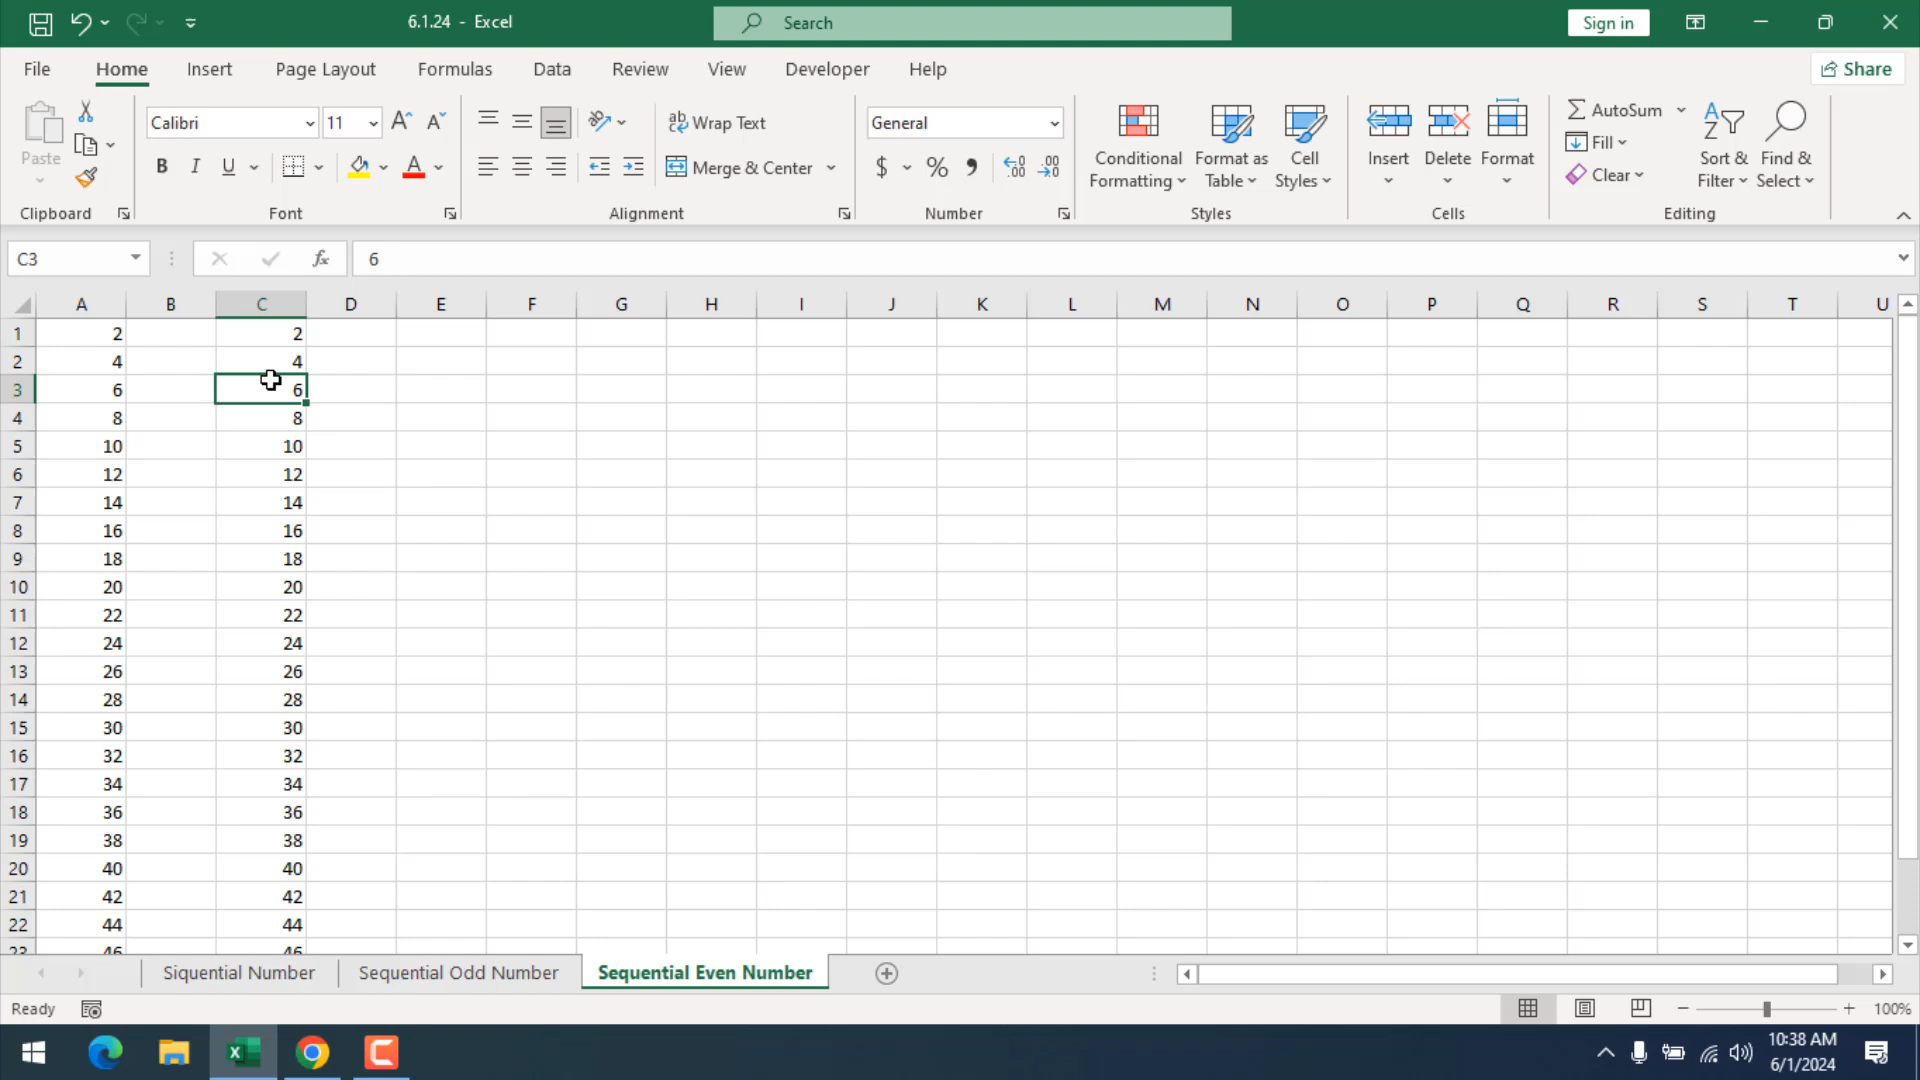 6.1.24 - Excel
Search
Sign in
File Home Insert Page Layout Formulas Data Review View Developer Help
Share
Paste
Calibri 11
Wrap Text
General
Merge & Center
Conditional Formatting
Format as Table
Cell Styles
Insert
Delete
Format
AutoSum
Fill
Clear
Sort & Filter
Find & Select
Clipboard Font Alignment Number Styles Cells Editing
C3 fx 6
A B C D E F G H I J K L M N O P Q R S T U
1 2 2
2 4 4
3 6 6
4 8 8
5 10 10
6 12 12
7 14 14
8 16 16
9 18 18
10 20 20
11 22 22
12 24 24
13 26 26
14 28 28
15 30 30
16 32 32
17 34 34
18 36 36
19 38 38
20 40 40
21 42 42
22 44 44
23 46 46
Siquential Number Sequential Odd Number Sequential Even Number
Ready
100%
10:38 AM
6/1/2024